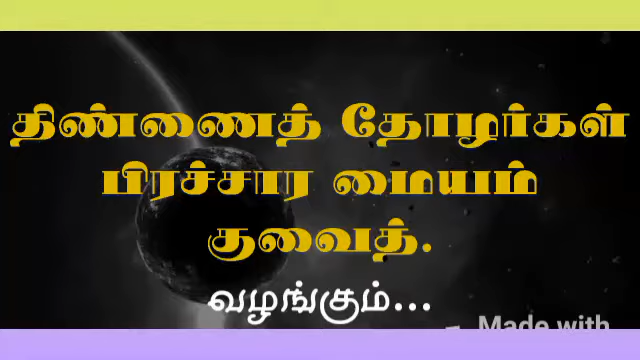 திண்ணைத் தோழர்கள்
பிரச்சார மையம்
குவைத்.
வழங்கும்...
Made with